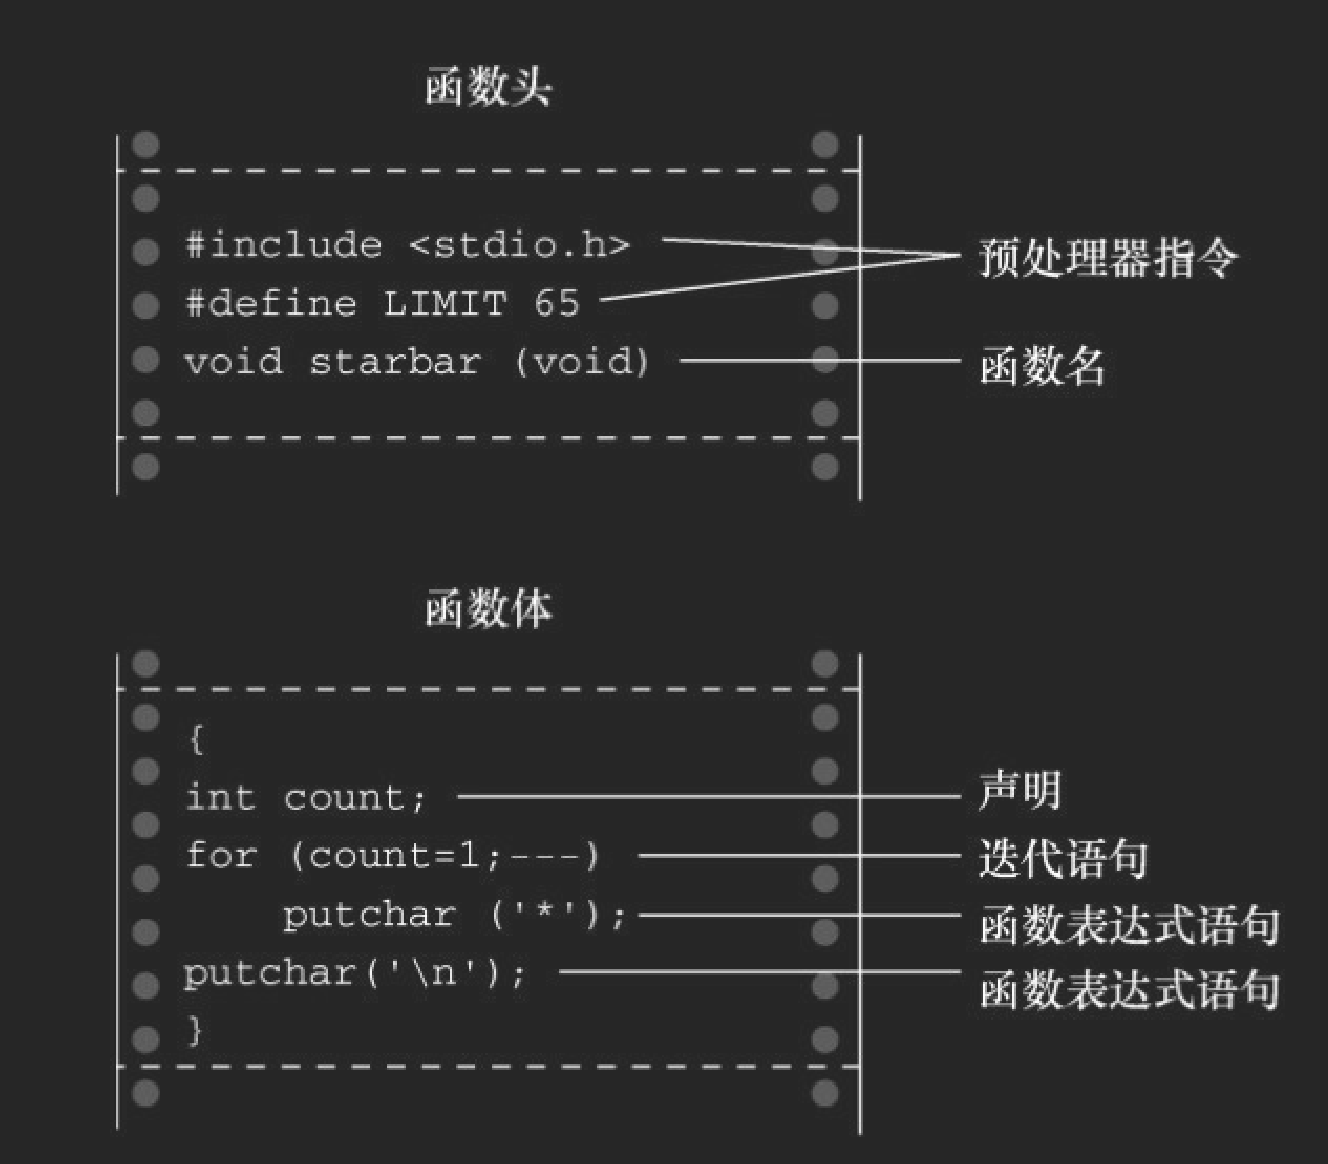 函数头
#include <stdio.h>
预处理器指令
#define LIMIT 65
void starbar (void)
函数名
函数体
{
int count;
声明
for (count=1;---)
迭代语句
putchar ('*');
函数表达式语句
putchar('\n');
函数表达式语句
}